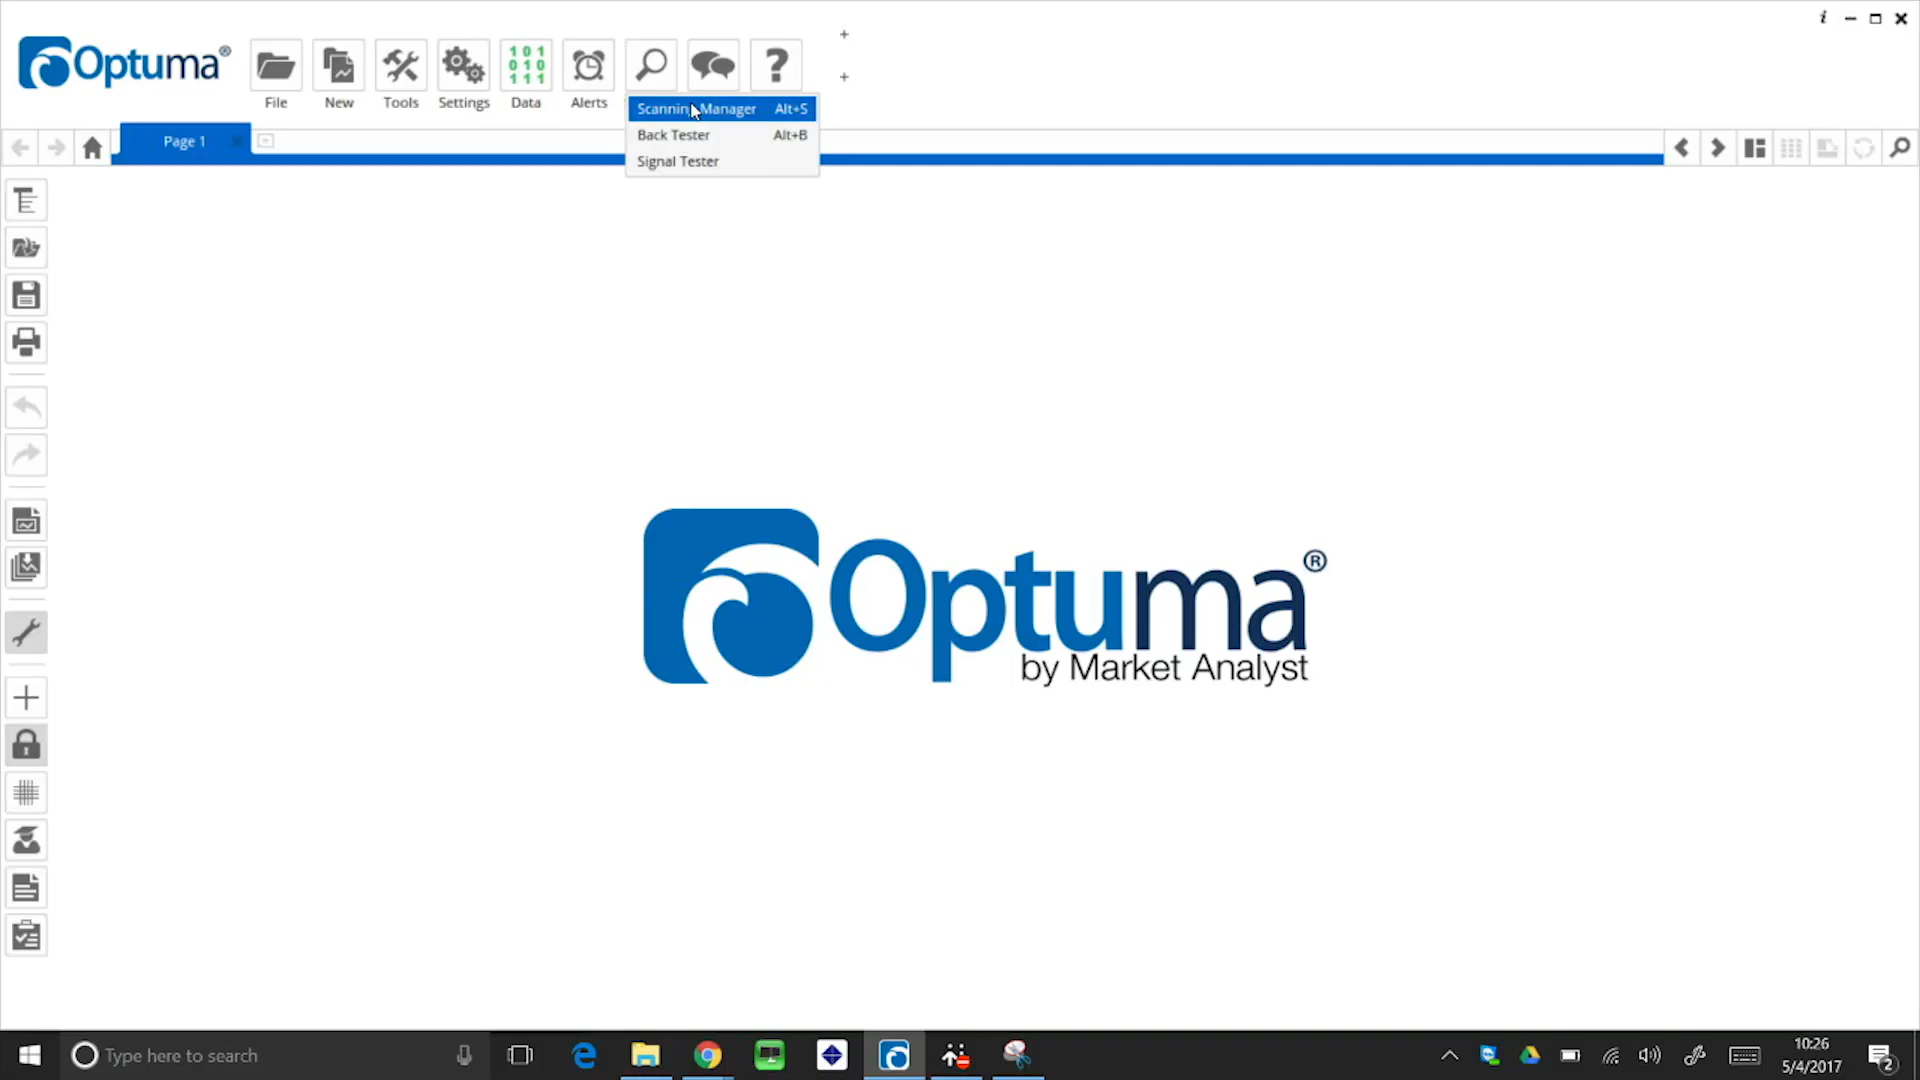 Optuma®
File
New
Tools
Settings
Data
Alerts
Scanning Manager Alt+S
Back Tester Alt+B
Signal Tester
Page 1
Optuma®
by Market Analyst
Type here to search
10:26
5/4/2017
2